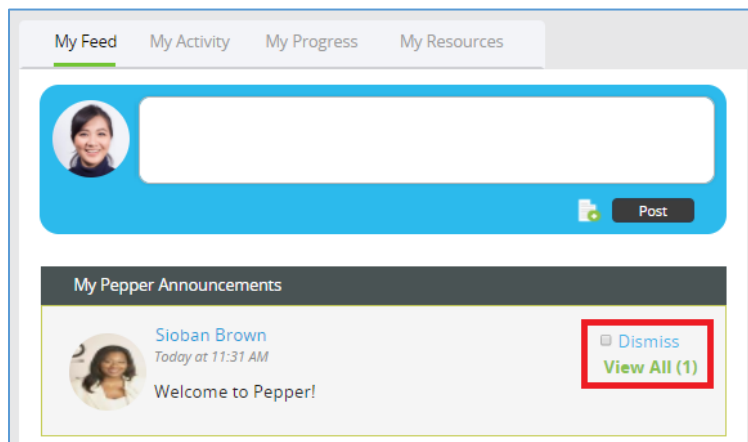 My Feed My Activity My Progress My Resources
Post
My Pepper Announcements
Sioban Brown
Today at 11:31 AM
Welcome to Pepper!
Dismiss
View All (1)